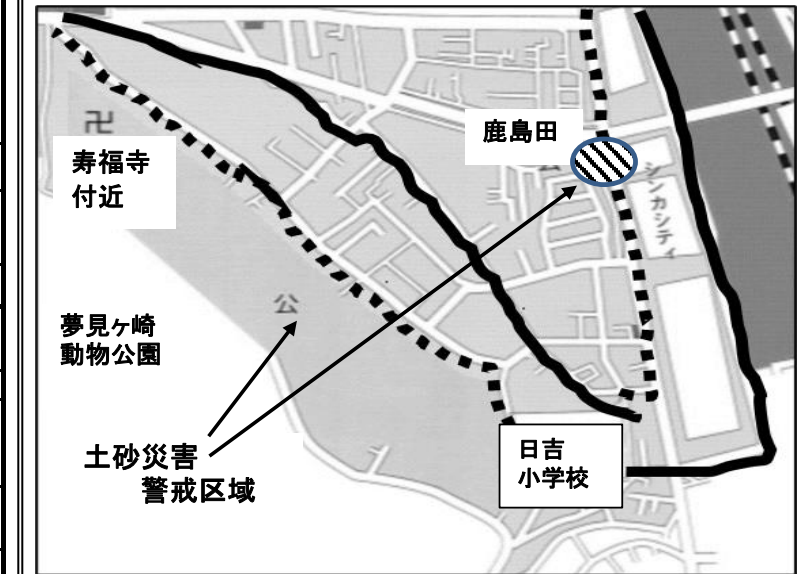 鹿島田
寿福寺
付近
シンカシティ
公
夢見ヶ崎
動物公園
土砂災害
警戒区域
日吉
小学校